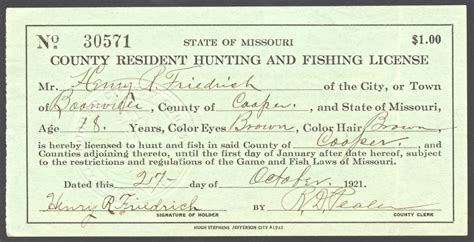 No 30571 STATE OF MISSOURI $1.00
COUNTY RESIDENT HUNTING AND FISHING LICENSE
Mr. Henry R. Friedrich of the City, or Town
of Boonville, County of Cooper, and State of Missouri,
Age 78. Years, Color Eyes Brown, Color Hair Brown,
is hereby licensed to hunt and fish in said County of Cooper and
Counties adjoining thereto, until the first day of January after date hereof, subject
to the restrictions and regulations of the Game and Fish Laws of Missouri.
Dated this 27 day of October, 1921.
Henry R Friedrich
SIGNATURE OF HOLDER COUNTY CLERK
HUGH STEPHENS JEFFERSON CITY